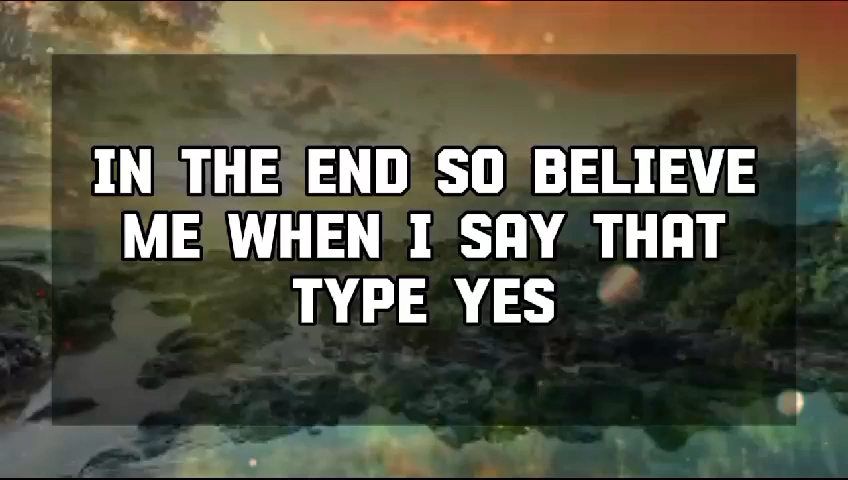 IN THE END SO BELIEVE
ME WHEN I SAY THAT
TYPE YES